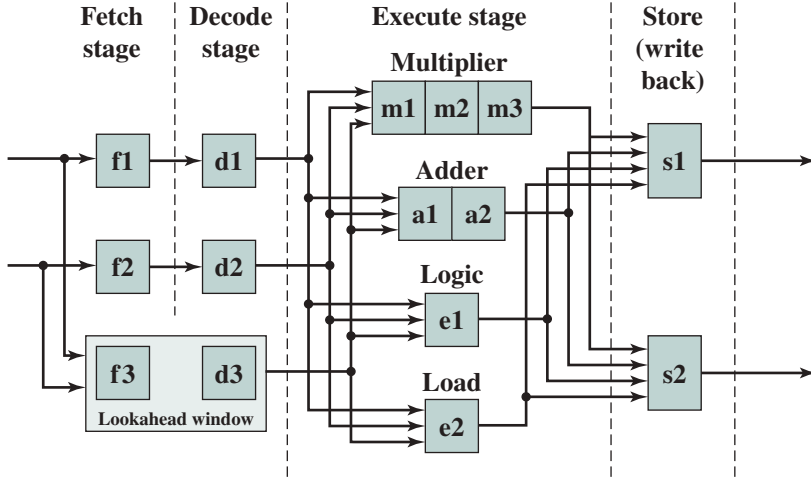 Fetch
stage
Decode
stage
Execute stage
Store
(write
back)
Multiplier
m1 m2 m3
f1
d1
s1
Adder
a1 a2
f2
d2
Logic
e1
f3
d3
s2
Load
Lookahead window
e2